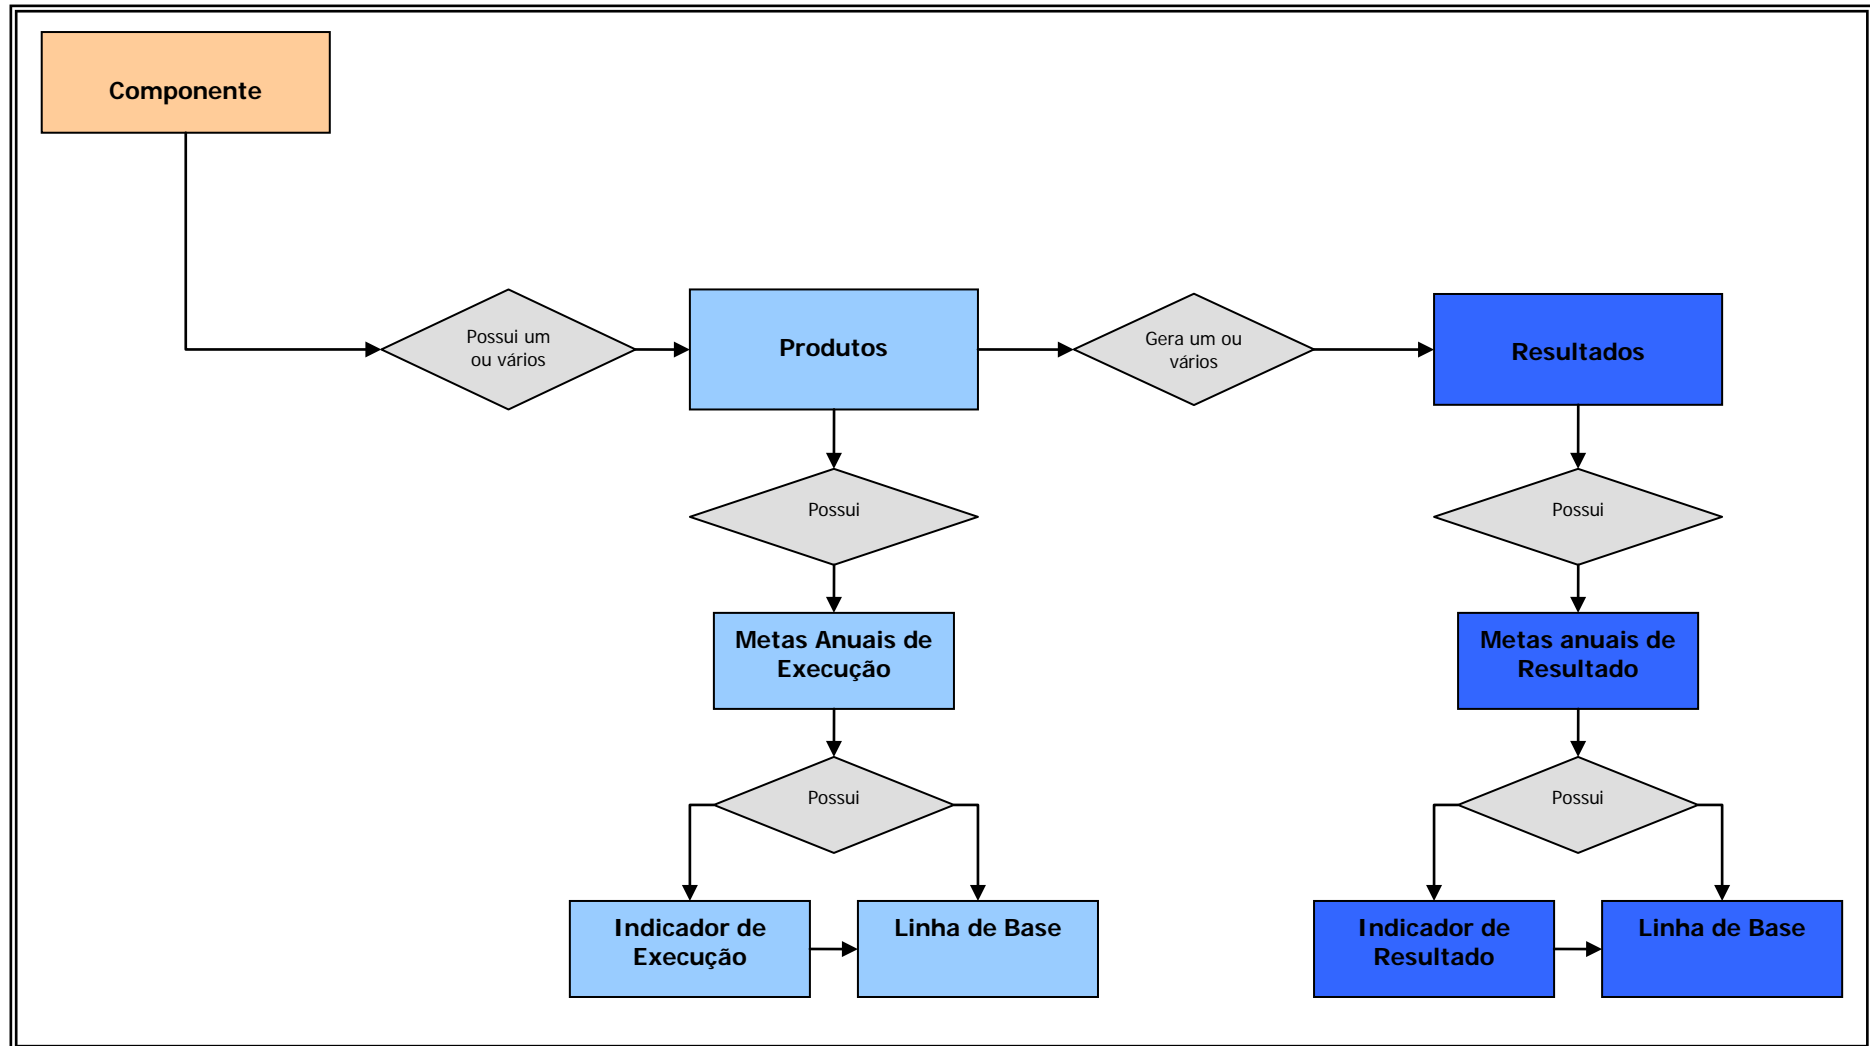 Componente
Possui um
ou vários
Produtos
Gera um ou
vários
Resultados
Possui
Possui
Metas Anuais de
Execução
Metas anuais de
Resultado
Possui
Possui
Indicador de
Execução
Linha de Base
Indicador de
Resultado
Linha de Base